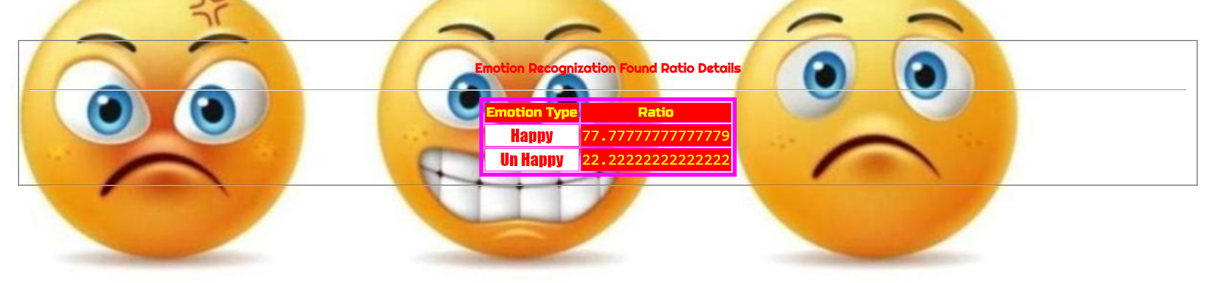 Emotion Recognization Found Ratio Details
Emotion Type Ratio
Happy 77.77777777777779
Un Happy 22.22222222222222